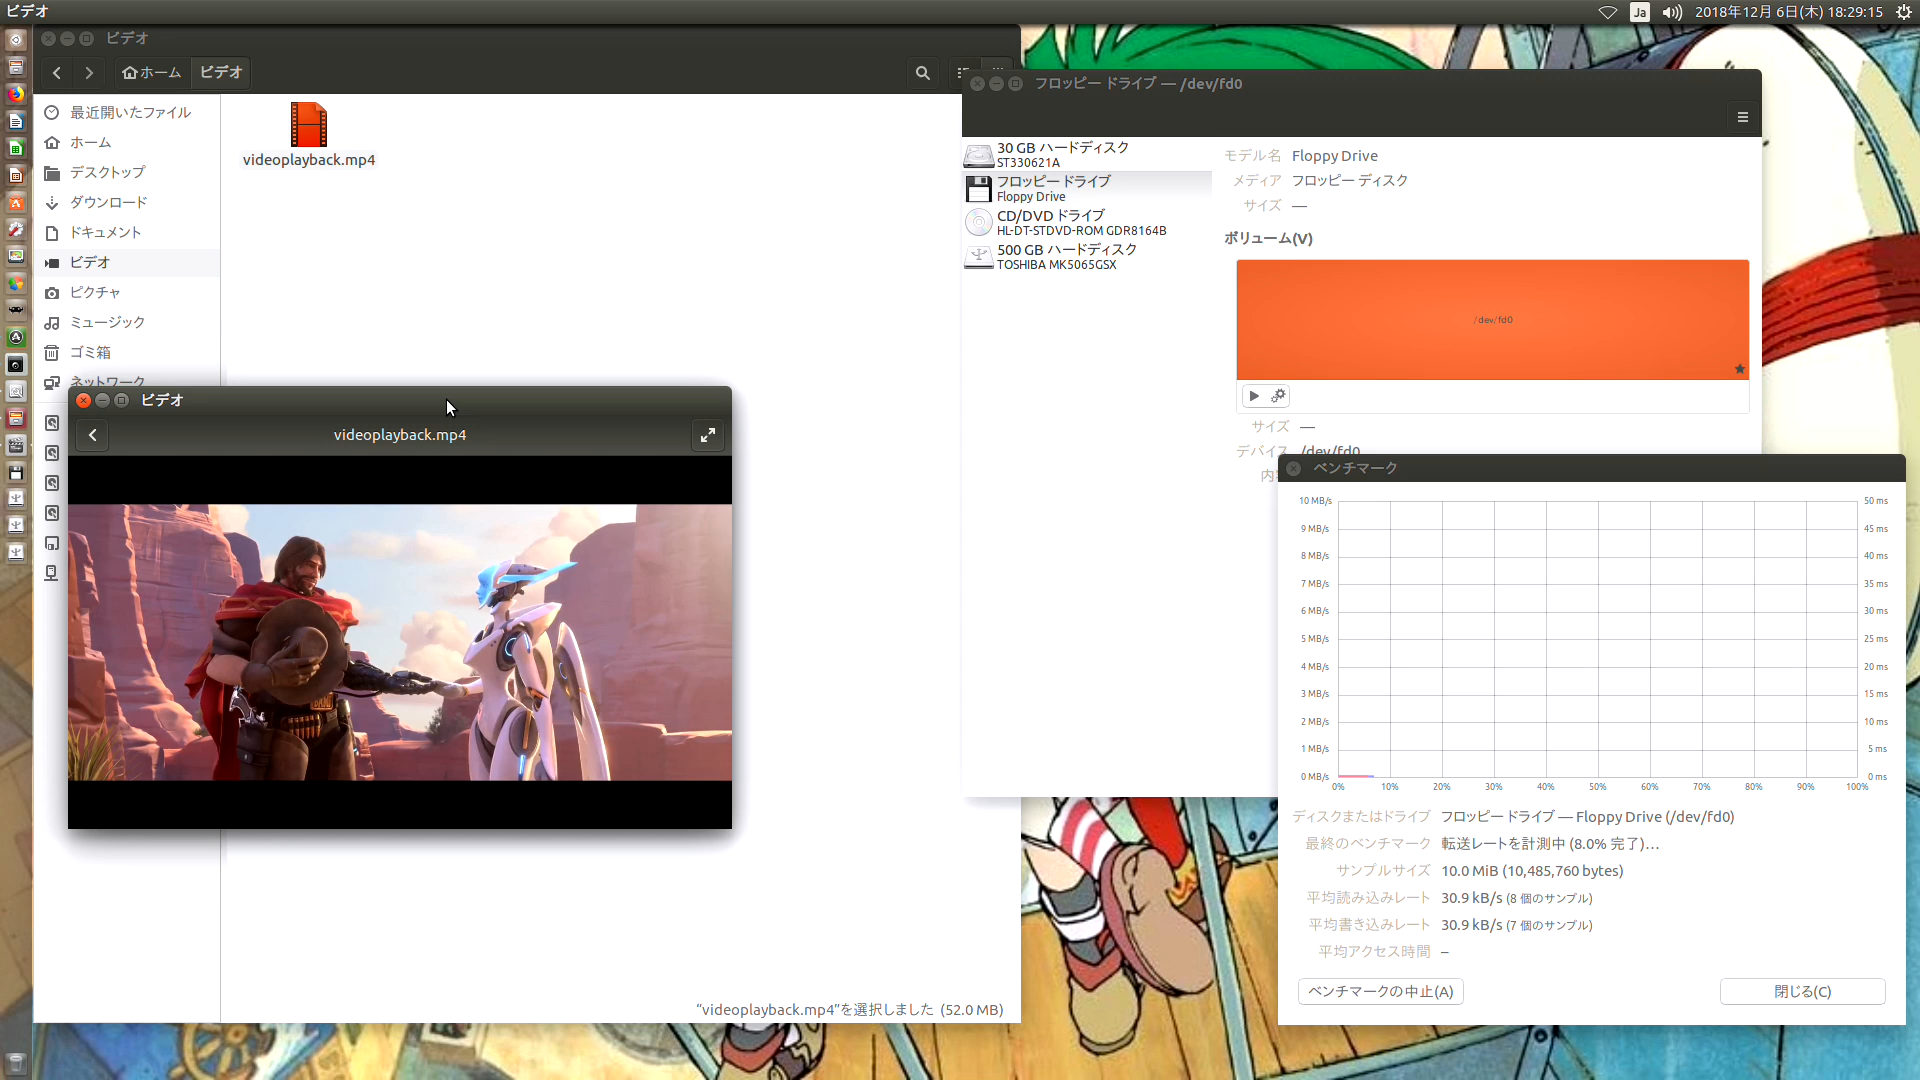 ビデオ
Ja
2018年12月 6日(木) 18:29:15
ビデオ
ホーム
ビデオ
最近開いたファイル
ホーム
デスクトップ
ダウンロード
ドキュメント
ビデオ
ピクチャ
ミュージック
ゴミ箱
ネットワーク
videoplayback.mp4
“videoplayback.mp4”を選択しました (52.0 MB)
ビデオ
videoplayback.mp4
フロッピー ドライブ — /dev/fd0
30 GB ハードディスク
ST330621A
フロッピー ドライブ
Floppy Drive
CD/DVD ドライブ
HL-DT-STDVD-ROM GDR8164B
500 GB ハードディスク
TOSHIBA MK5065GSX
モデル名 Floppy Drive
メディア フロッピー ディスク
サイズ —
ボリューム(V)
/dev/fd0
サイズ —
デバイス /dev/fd0
ベンチマーク
10 MB/s
9 MB/s
8 MB/s
7 MB/s
6 MB/s
5 MB/s
4 MB/s
3 MB/s
2 MB/s
1 MB/s
0 MB/s
50 ms
45 ms
40 ms
35 ms
30 ms
25 ms
20 ms
15 ms
10 ms
5 ms
0 ms
0% 10% 20% 30% 40% 50% 60% 70% 80% 90% 100%
ディスクまたはドライブ フロッピー ドライブ — Floppy Drive (/dev/fd0)
最終のベンチマーク 転送レートを計測中 (8.0% 完了)…
サンプルサイズ 10.0 MiB (10,485,760 bytes)
平均読み込みレート 30.9 kB/s (8 個のサンプル)
平均書き込みレート 30.9 kB/s (7 個のサンプル)
平均アクセス時間 –
ベンチマークの中止(A)
閉じる(C)